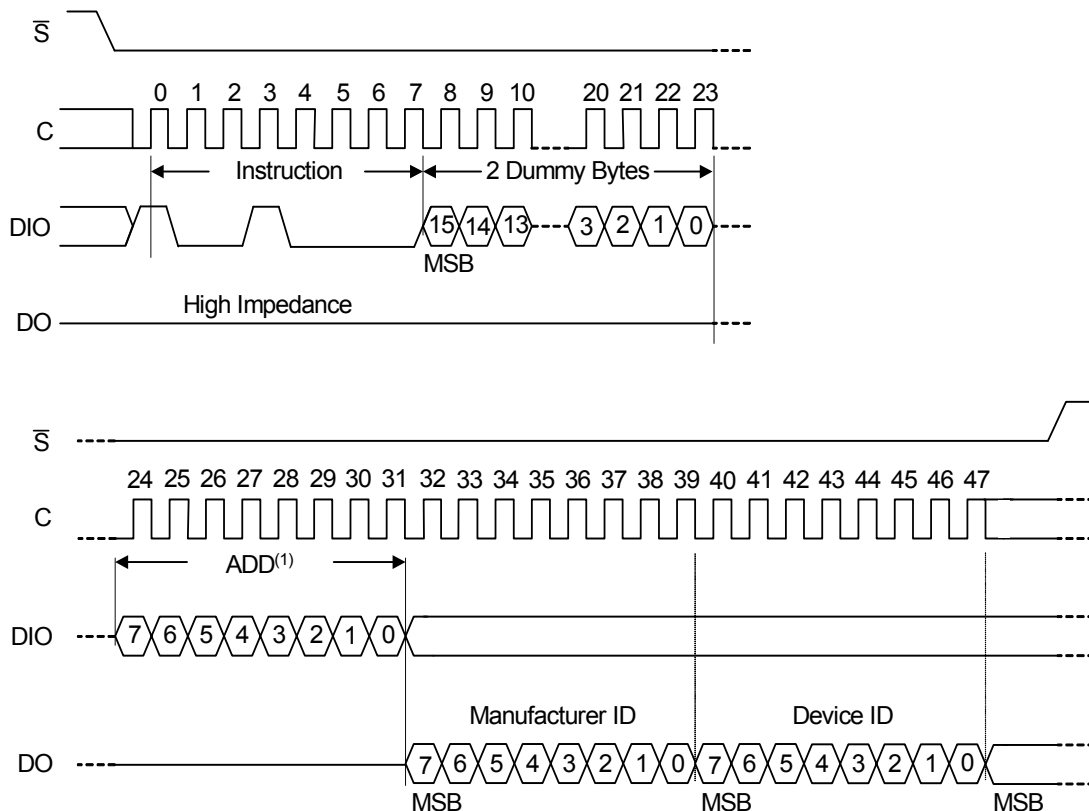 S
0 1 2 3 4 5 6 7 8 9 10 20 21 22 23
C
Instruction 2 Dummy Bytes
DIO 15 14 13 3 2 1 0
MSB
High Impedance
DO
S
24 25 26 27 28 29 30 31 32 33 34 35 36 37 38 39 40 41 42 43 44 45 46 47
C
ADD(1)
DIO 7 6 5 4 3 2 1 0
Manufacturer ID Device ID
DO 7 6 5 4 3 2 1 0 7 6 5 4 3 2 1 0
MSB MSB MSB